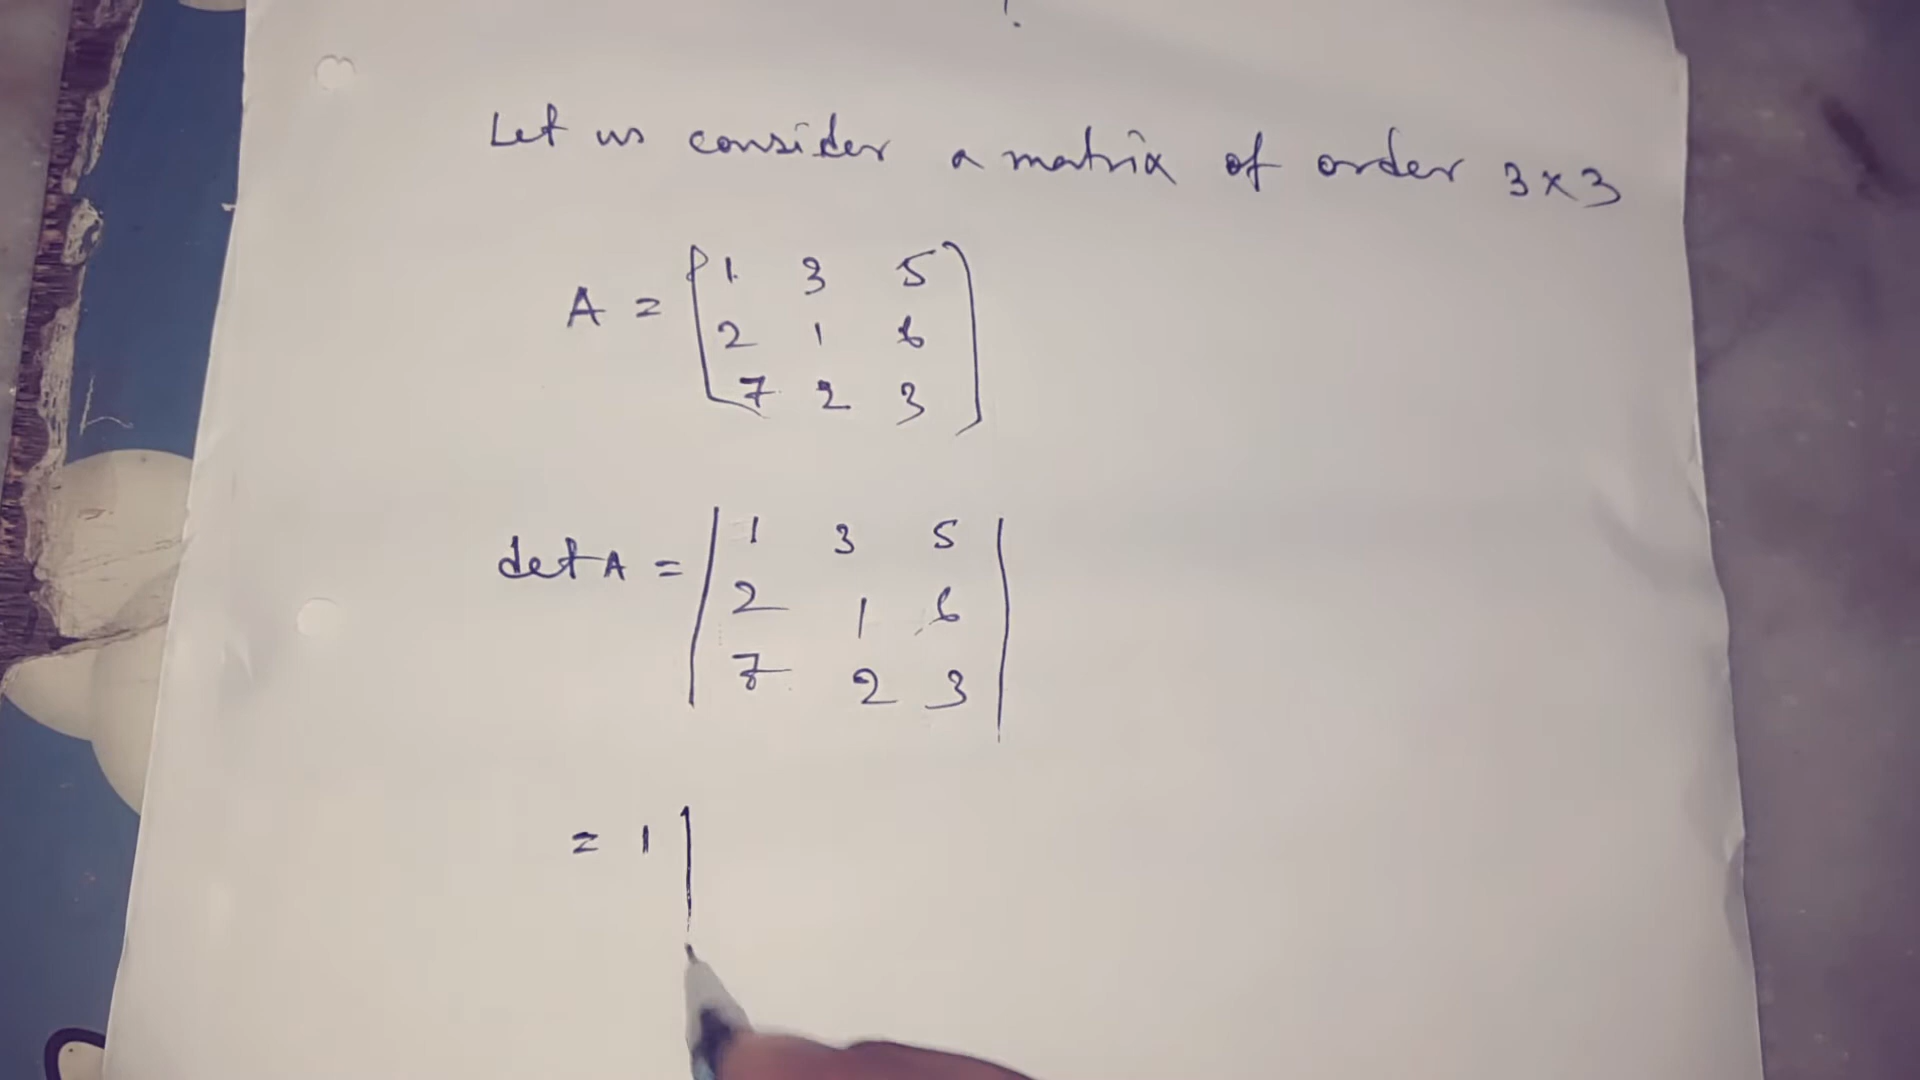 Let us consider a matrix of order 3×3
A = [1 3 5
2 1 6
7 2 3]
det A = |1 3 5|
|2 1 6|
|7 2 3|
= 1 |